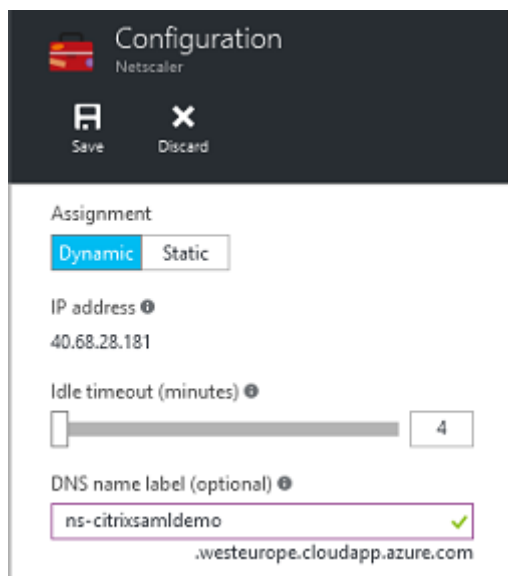 Configuration
Netscaler
Save Discard
Assignment
Dynamic Static
IP address
40.68.28.181
Idle timeout (minutes)
4
DNS name label (optional)
ns-citrixsamldemo
.westeurope.cloudapp.azure.com